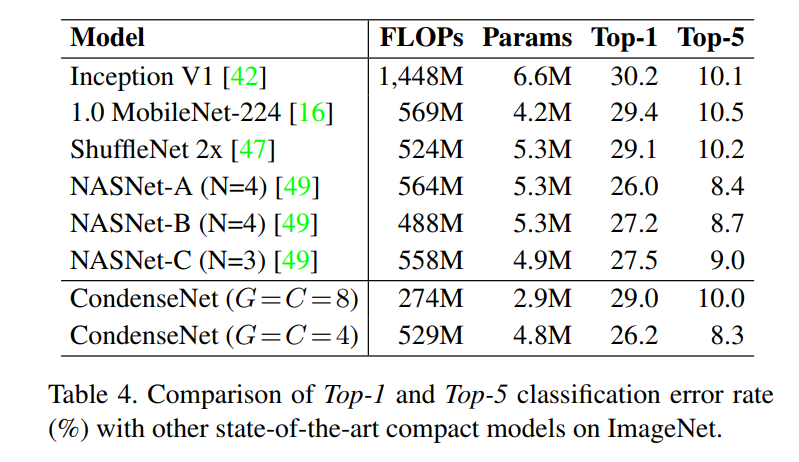 Model FLOPs Params Top-1 Top-5
Inception V1 [42] 1,448M 6.6M 30.2 10.1
1.0 MobileNet-224 [16] 569M 4.2M 29.4 10.5
ShuffleNet 2x [47] 524M 5.3M 29.1 10.2
NASNet-A (N=4) [49] 564M 5.3M 26.0 8.4
NASNet-B (N=4) [49] 488M 5.3M 27.2 8.7
NASNet-C (N=3) [49] 558M 4.9M 27.5 9.0
CondenseNet (G=C=8) 274M 2.9M 29.0 10.0
CondenseNet (G=C=4) 529M 4.8M 26.2 8.3
Table 4. Comparison of Top-1 and Top-5 classification error rate
(%) with other state-of-the-art compact models on ImageNet.